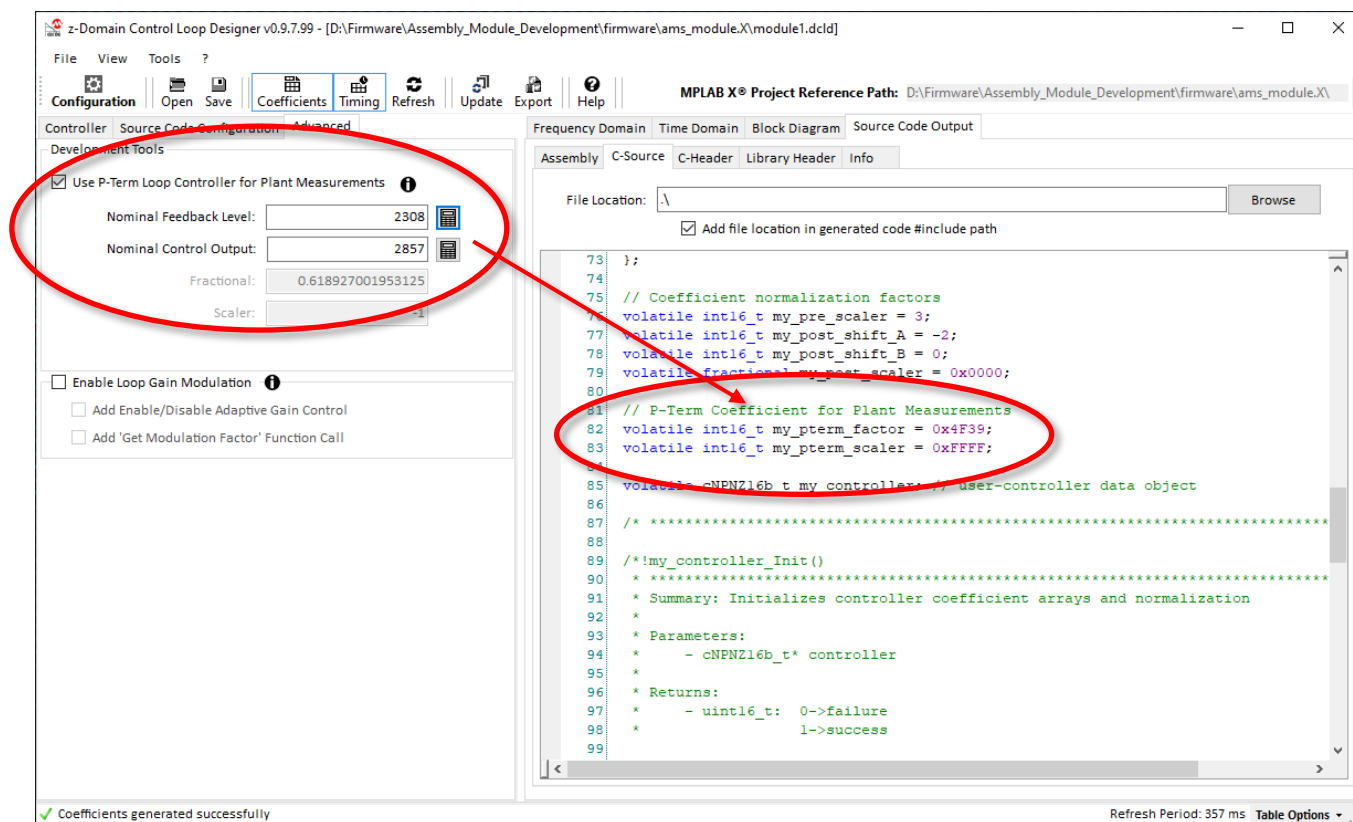 z-Domain Control Loop Designer v0.9.7.99 - [D:\Firmware\Assembly_Module_Development\firmware\ams_module.X\module1.dcld]
File View Tools ?
Configuration Open Save Coefficients Timing Refresh Update Export Help MPLAB X® Project Reference Path: D:\Firmware\Assembly_Module_Development\firmware\ams_module.X\
Controller Source Code Configuration Advanced
Development Tools
Use P-Term Loop Controller for Plant Measurements
Nominal Feedback Level: 2308
Nominal Control Output: 2857
Fractional: 0.618927001953125
Scaler: -1
Enable Loop Gain Modulation
Add Enable/Disable Adaptive Gain Control
Add 'Get Modulation Factor' Function Call
Frequency Domain Time Domain Block Diagram Source Code Output
Assembly C-Source C-Header Library Header Info
File Location: .\ Browse
Add file location in generated code #include path
73 };
74
75 // Coefficient normalization factors
76 volatile int16_t my_pre_scaler = 3;
77 volatile int16_t my_post_shift_A = -2;
78 volatile int16_t my_post_shift_B = 0;
79 volatile fractional my_post_scaler = 0x0000;
80
81 // P-Term Coefficient for Plant Measurements
82 volatile int16_t my_pterm_factor = 0x4F39;
83 volatile int16_t my_pterm_scaler = 0xFFFF;
84
85 volatile cNPNZ16b_t my_controller; // user-controller data object
86
87 /* ******************************************************************************
88
89 /*!my_controller_Init()
90 * ******************************************************************************
91 * Summary: Initializes controller coefficient arrays and normalization
92 *
93 * Parameters:
94 * - cNPNZ16b_t* controller
95 *
96 * Returns:
97 * - uint16_t: 0->failure
98 * 1->success
99
Coefficients generated successfully
Refresh Period: 357 ms Table Options